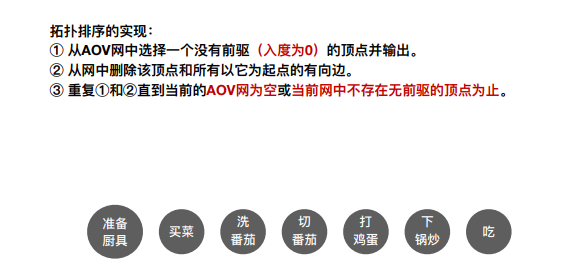 拓扑排序的实现：
① 从AOV网中选择一个没有前驱（入度为0）的顶点并输出。
② 从网中删除该顶点和所有以它为起点的有向边。
③ 重复①和②直到当前的AOV网为空或当前网中不存在无前驱的顶点为止。
准备
厨具
买菜
洗
番茄
切
番茄
打
鸡蛋
下
锅炒
吃